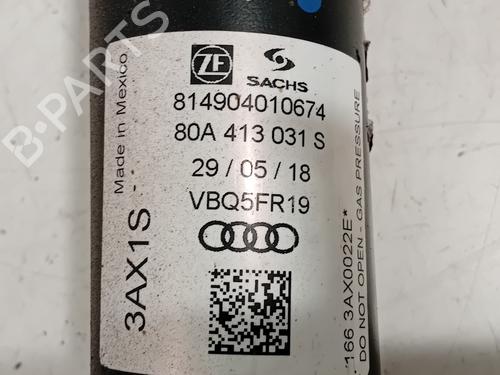 ZF
SACHS
814904010674
80A 413 031 S
29 / 05 / 18
VBQ5FR19
Made in Mexico
3AX1S
*166 3AX0022E*
DO NOT OPEN - GAS PRESSURE
B-PARTS